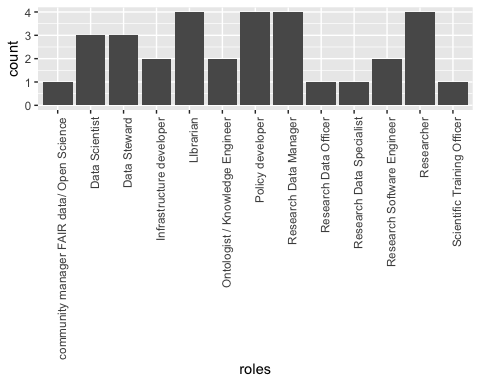 count
4
3
2
1
0
community manager FAIR data/ Open Science
Data Scientist
Data Steward
Infrastructure developer
LIbrarian
Ontologist / Knowledge Engineer
Policy developer
Research Data Manager
Research Data Officer
Research Data Specialist
Research Software Engineer
Researcher
Scientific Training Officer
roles